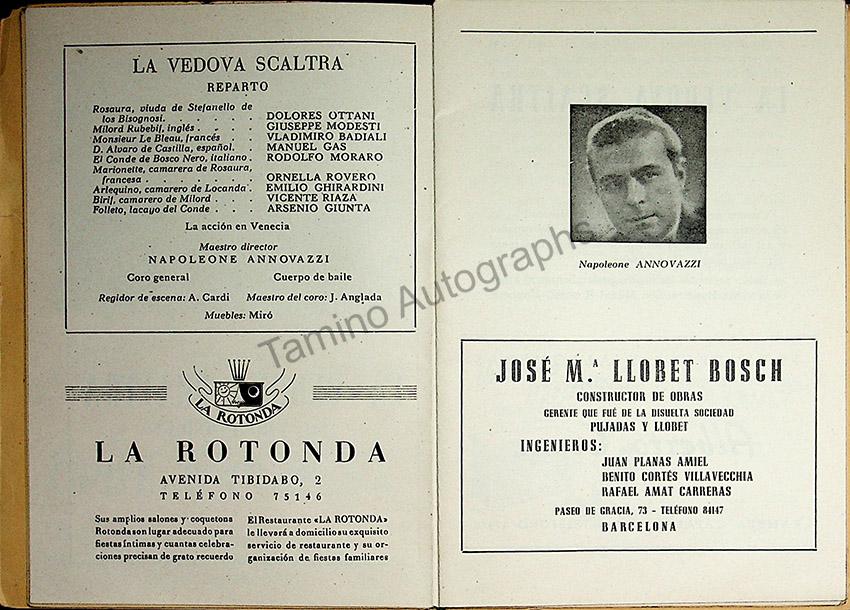 LA VEDOVA SCALTRA
REPARTO
Rosaura, viuda de Stefanello de
los Bisognosi. . . . . . DOLORES OTTANI
Milord Rubebif, inglés . . . . GIUSEPPE MODESTI
Monsieur Le Bleau, francés . . VLADIMIRO BADIALI
D. Alvaro de Castilla, español. . MANUEL GAS
El Conde de Bosco Nero, italiano . RODOLFO MORARO
Marionette, camarera de Rosaura,
francesa . . . . . . . ORNELLA ROVERO
Arlequino, camarero de Locanda . EMILIO GHIRARDINI
Birif, camarero de Milord . . . VICENTE RIAZA
Folleto, lacayo del Conde . . . ARSENIO GIUNTA
La acción en Venecia
Maestro director
NAPOLEONE ANNOVAZZI
Coro general Cuerpo de baile
Regidor de escena: A. Cardi Maestro del coro: J. Anglada
Muebles: Miró
LA ROTONDA
LA ROTONDA
AVENIDA TIBIDABO, 2
TELÉFONO 75146
Sus amplios salones y coquetona
Rotonda son lugar adecuado para
fiestas íntimas y cuantas celebra-
ciones precisan de grato recuerdo
El Restaurante «LA ROTONDA»
le llevará a domicilio su exquisito
servicio de restaurante y su or-
ganización de fiestas familiares
Napoleone ANNOVAZZI
JOSÉ M.ª LLOBET BOSCH
CONSTRUCTOR DE OBRAS
GERENTE QUE FUÉ DE LA DISUELTA SOCIEDAD
PUJADAS Y LLOBET
INGENIEROS:
JUAN PLANAS AMIEL
BENITO CORTÉS VILLAVECCHIA
RAFAEL AMAT CARRERAS
PASEO DE GRACIA, 73 - TELÉFONO 84147
BARCELONA
Tamino Autographs